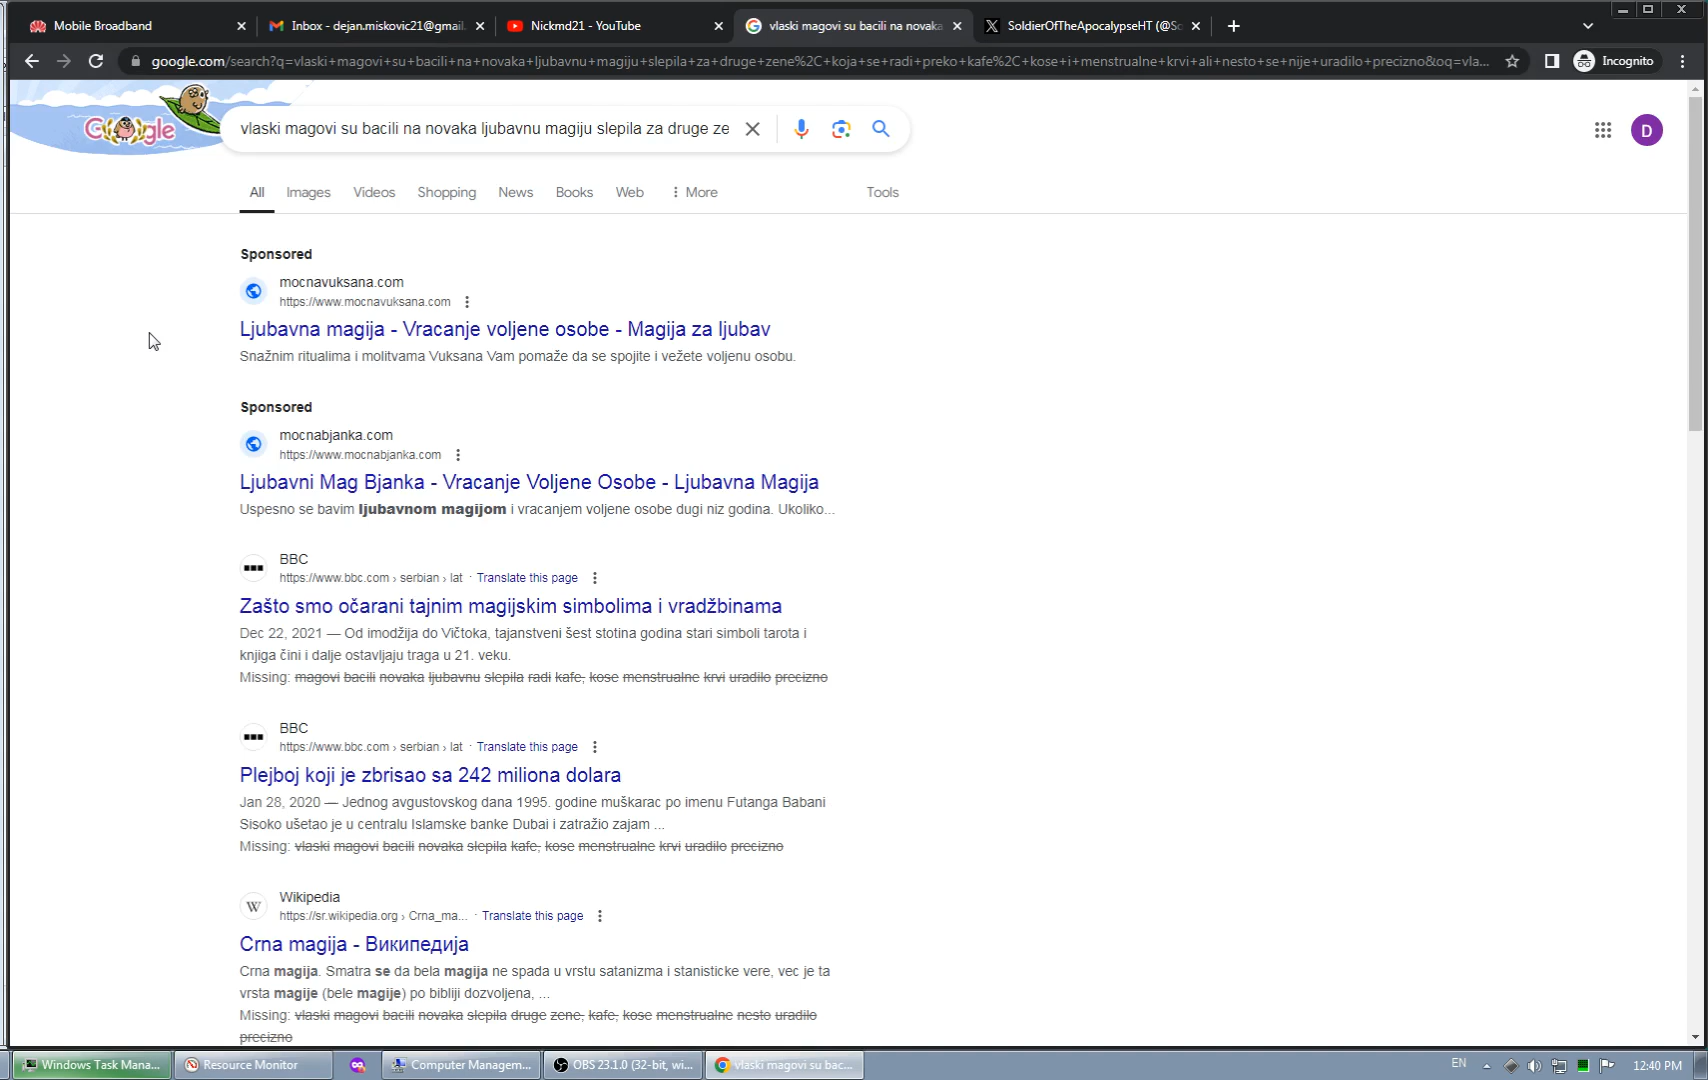 Mobile Broadband
Inbox - dejan.miskovic21@gmail.
Nickmd21 - YouTube
vlaski magovi su bacili na novaka
SoldierOfTheApocalypseHT (@So
google.com/search?q=vlaski+magovi+su+bacili+na+novaka+ljubavnu+magiju+slepila+za+druge+zene%2C+koja+se+radi+preko+kafe%2C+kose+i+menstrualne+krvi+ali+nesto+se+nije+uradilo+precizno&oq=vla...
Incognito
Google
vlaski magovi su bacili na novaka ljubavnu magiju slepila za druge ze
D
All
Images
Videos
Shopping
News
Books
Web
More
Tools
Sponsored
mocnavuksana.com
https://www.mocnavuksana.com
Ljubavna magija - Vracanje voljene osobe - Magija za ljubav
Snažnim ritualima i molitvama Vuksana Vam pomaže da se spojite i vežete voljenu osobu.
Sponsored
mocnabjanka.com
https://www.mocnabjanka.com
Ljubavni Mag Bjanka - Vracanje Voljene Osobe - Ljubavna Magija
Uspesno se bavim ljubavnom magijom i vracanjem voljene osobe dugi niz godina. Ukoliko...
BBC
https://www.bbc.com › serbian › lat · Translate this page
Zašto smo očarani tajnim magijskim simbolima i vradžbinama
Dec 22, 2021 — Od imodžija do Vičtoka, tajanstveni šest stotina godina stari simboli tarota i
knjiga čini i dalje ostavljaju traga u 21. veku.
Missing: magovi bacili novaka ljubavnu slepila radi kafe, kose menstrualne krvi uradilo precizno
BBC
https://www.bbc.com › serbian › lat · Translate this page
Plejboj koji je zbrisao sa 242 miliona dolara
Jan 28, 2020 — Jednog avgustovskog dana 1995. godine muškarac po imenu Futanga Babani
Sisoko ušetao je u centralu Islamske banke Dubai i zatražio zajam ...
Missing: vlaski magovi bacili novaka slepila kafe, kose menstrualne krvi uradilo precizno
W
Wikipedia
https://sr.wikipedia.org › Crna_ma... · Translate this page
Crna magija - Википедија
Crna magija. Smatra se da bela magija ne spada u vrstu satanizma i stanisticke vere, vec je ta
vrsta magije (bele magije) po bibliji dozvoljena, ...
Missing: vlaski magovi bacili novaka slepila druge zene, kafe, kose menstrualne nesto uradilo
precizno
Windows Task Mana...
Resource Monitor
Computer Managem...
OBS 23.1.0 (32-bit, wi...
vlaski magovi su bac...
EN
12:40 PM